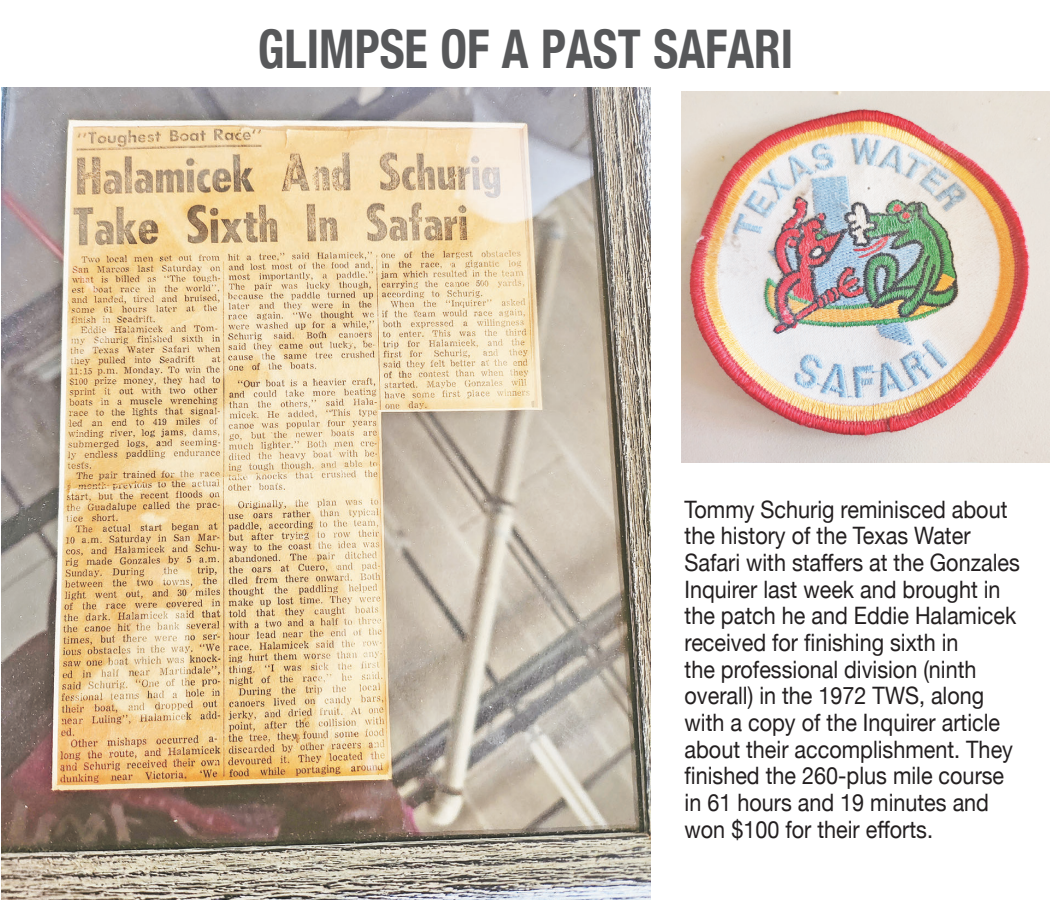 GLIMPSE OF A PAST SAFARI
"Toughest Boat Race"
Halamicek And Schurig
Take Sixth In Safari
Two local men set out from
San Marcos last Saturday on
what is billed as "The tough-
est boat race in the world",
and landed, tired and bruised,
some 61 hours later at the
finish in Seadrift.
Eddie Halamicek and Tom-
my Schurig finished sixth in
the Texas Water Safari when
they pulled into Seadrift at
11:15 p.m. Monday. To win the
$100 prize money, they had to
sprint it out with two other
boats in a muscle wrenching
race to the lights that signal-
led an end to 419 miles of
winding river, log jams, dams,
submerged logs, and seeming-
ly endless paddling endurance
tests.
The pair trained for the race
a month previous to the actual
start, but the recent floods on
the Guadalupe called the prac-
tice short.
The actual start began at
10 a.m. Saturday in San Mar-
cos, and Halamicek and Schu-
rig made Gonzales by 5 a.m.
Sunday. During the trip,
between the two towns, the
light went out, and 30 miles
of the race were covered in
the dark. Halamicek said that
the canoe hit the bank several
times, but there were no ser-
ious obstacles in the way. "We
saw one boat which was knock-
ed in half near Martindale",
said Schurig. "One of the pro-
fessional teams had a hole in
their boat, and dropped out
near Luling", Halamicek add-
ed.
Other mishaps occurred a-
long the route, and Halamicek
and Schurig received their own
dunking near Victoria. 'We
hit a tree," said Halamicek,"
and lost most of the food and,
most importantly, a paddle."
The pair was lucky though,
because the paddle turned up
later and they were in the
race again. "We thought we
were washed up for a while,"
Schurig said. Both canoers
said they came out lucky, be-
cause the same tree crushed
one of the boats.
"Our boat is a heavier craft,
and could take more beating
than the others," said Hala-
micek. He added, "This type
canoe was popular four years
go, but the newer boats are
much lighter." Both men cre-
dited the heavy boat with be-
ing tough though, and able to
take knocks that crushed the
other boats.
Originally, the plan was to
use oars rather than typical
paddle, according to the team,
but after trying to row their
way to the coast the idea was
abandoned. The pair ditched
the oars at Cuero, and pad-
dled from there onward. Both
thought the paddling helped
make up lost time. They were
told that they caught boats
with a two and a half to three
hour lead near the end of the
race. Halamicek said the row-
ing hurt them worse than any-
thing. "I was sick the first
night of the race," he said.
During the trip the local
canoers lived on candy bars,
jerky, and dried fruit. At one
point, after the collision with
the tree, they found some food
discarded by other racers and
devoured it. They located the
food while portaging around
one of the largest obstacles
in the race, a gigantic log
jam which resulted in the team
carrying the canoe 500 yards,
according to Schurig.
When the "Inquirer" asked
if the team would race again,
both expressed a willingness
to enter. This was the third
trip for Halamicek, and the
first for Schurig, and they
said they felt better at the end
of the contest than when they
started. Maybe Gonzales will
have some first place winners
one day.
TEXAS WATER
SAFARI
Tommy Schurig reminisced about
the history of the Texas Water
Safari with staffers at the Gonzales
Inquirer last week and brought in
the patch he and Eddie Halamicek
received for finishing sixth in
the professional division (ninth
overall) in the 1972 TWS, along
with a copy of the Inquirer article
about their accomplishment. They
finished the 260-plus mile course
in 61 hours and 19 minutes and
won $100 for their efforts.